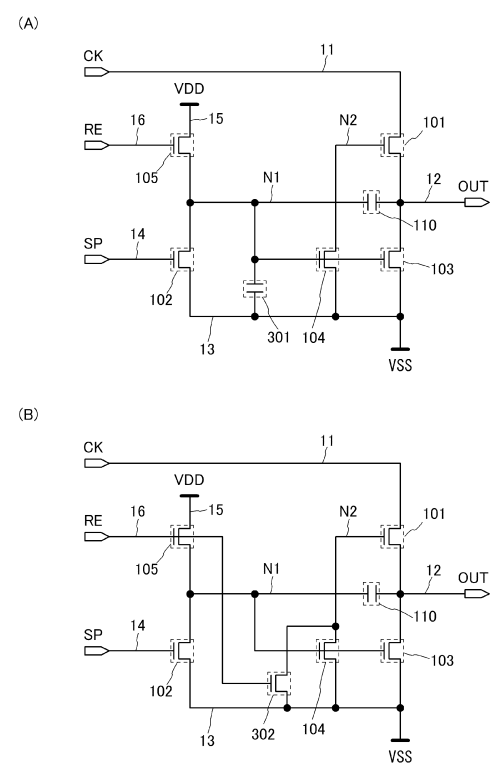 (A)
CK
11
VDD
RE
16
15
105
N2
101
N1
12
OUT
110
SP
14
102
301
104
103
13
VSS
(B)
CK
11
VDD
RE
16
15
105
N2
101
N1
12
OUT
110
SP
14
102
302
104
103
13
VSS